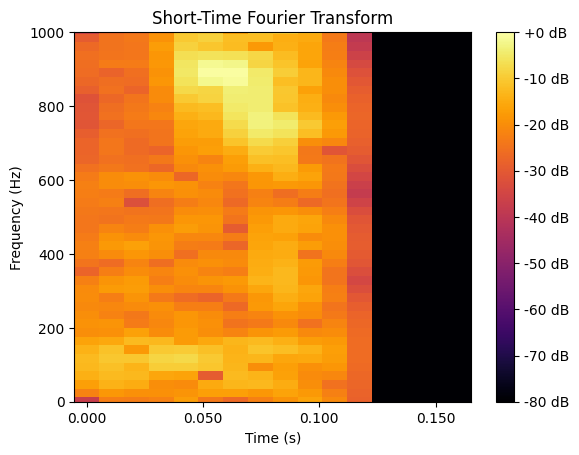 Short-Time Fourier Transform
1000
800
600
400
200
0
Frequency (Hz)
0.000
0.050
0.100
0.150
Time (s)
+0 dB
-10 dB
-20 dB
-30 dB
-40 dB
-50 dB
-60 dB
-70 dB
-80 dB